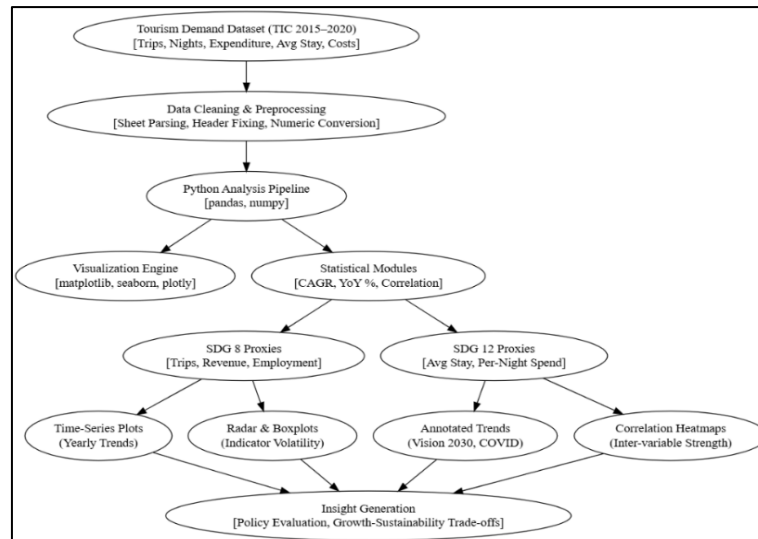 Tourism Demand Dataset (TIC 2015–2020)
[Trips, Nights, Expenditure, Avg Stay, Costs]
Data Cleaning & Preprocessing
[Sheet Parsing, Header Fixing, Numeric Conversion]
Python Analysis Pipeline
[pandas, numpy]
Visualization Engine
[matplotlib, seaborn, plotly]
Statistical Modules
[CAGR, YoY %, Correlation]
SDG 8 Proxies
[Trips, Revenue, Employment]
SDG 12 Proxies
[Avg Stay, Per-Night Spend]
Time-Series Plots
(Yearly Trends)
Radar & Boxplots
(Indicator Volatility)
Annotated Trends
(Vision 2030, COVID)
Correlation Heatmaps
(Inter-variable Strength)
Insight Generation
[Policy Evaluation, Growth-Sustainability Trade-offs]